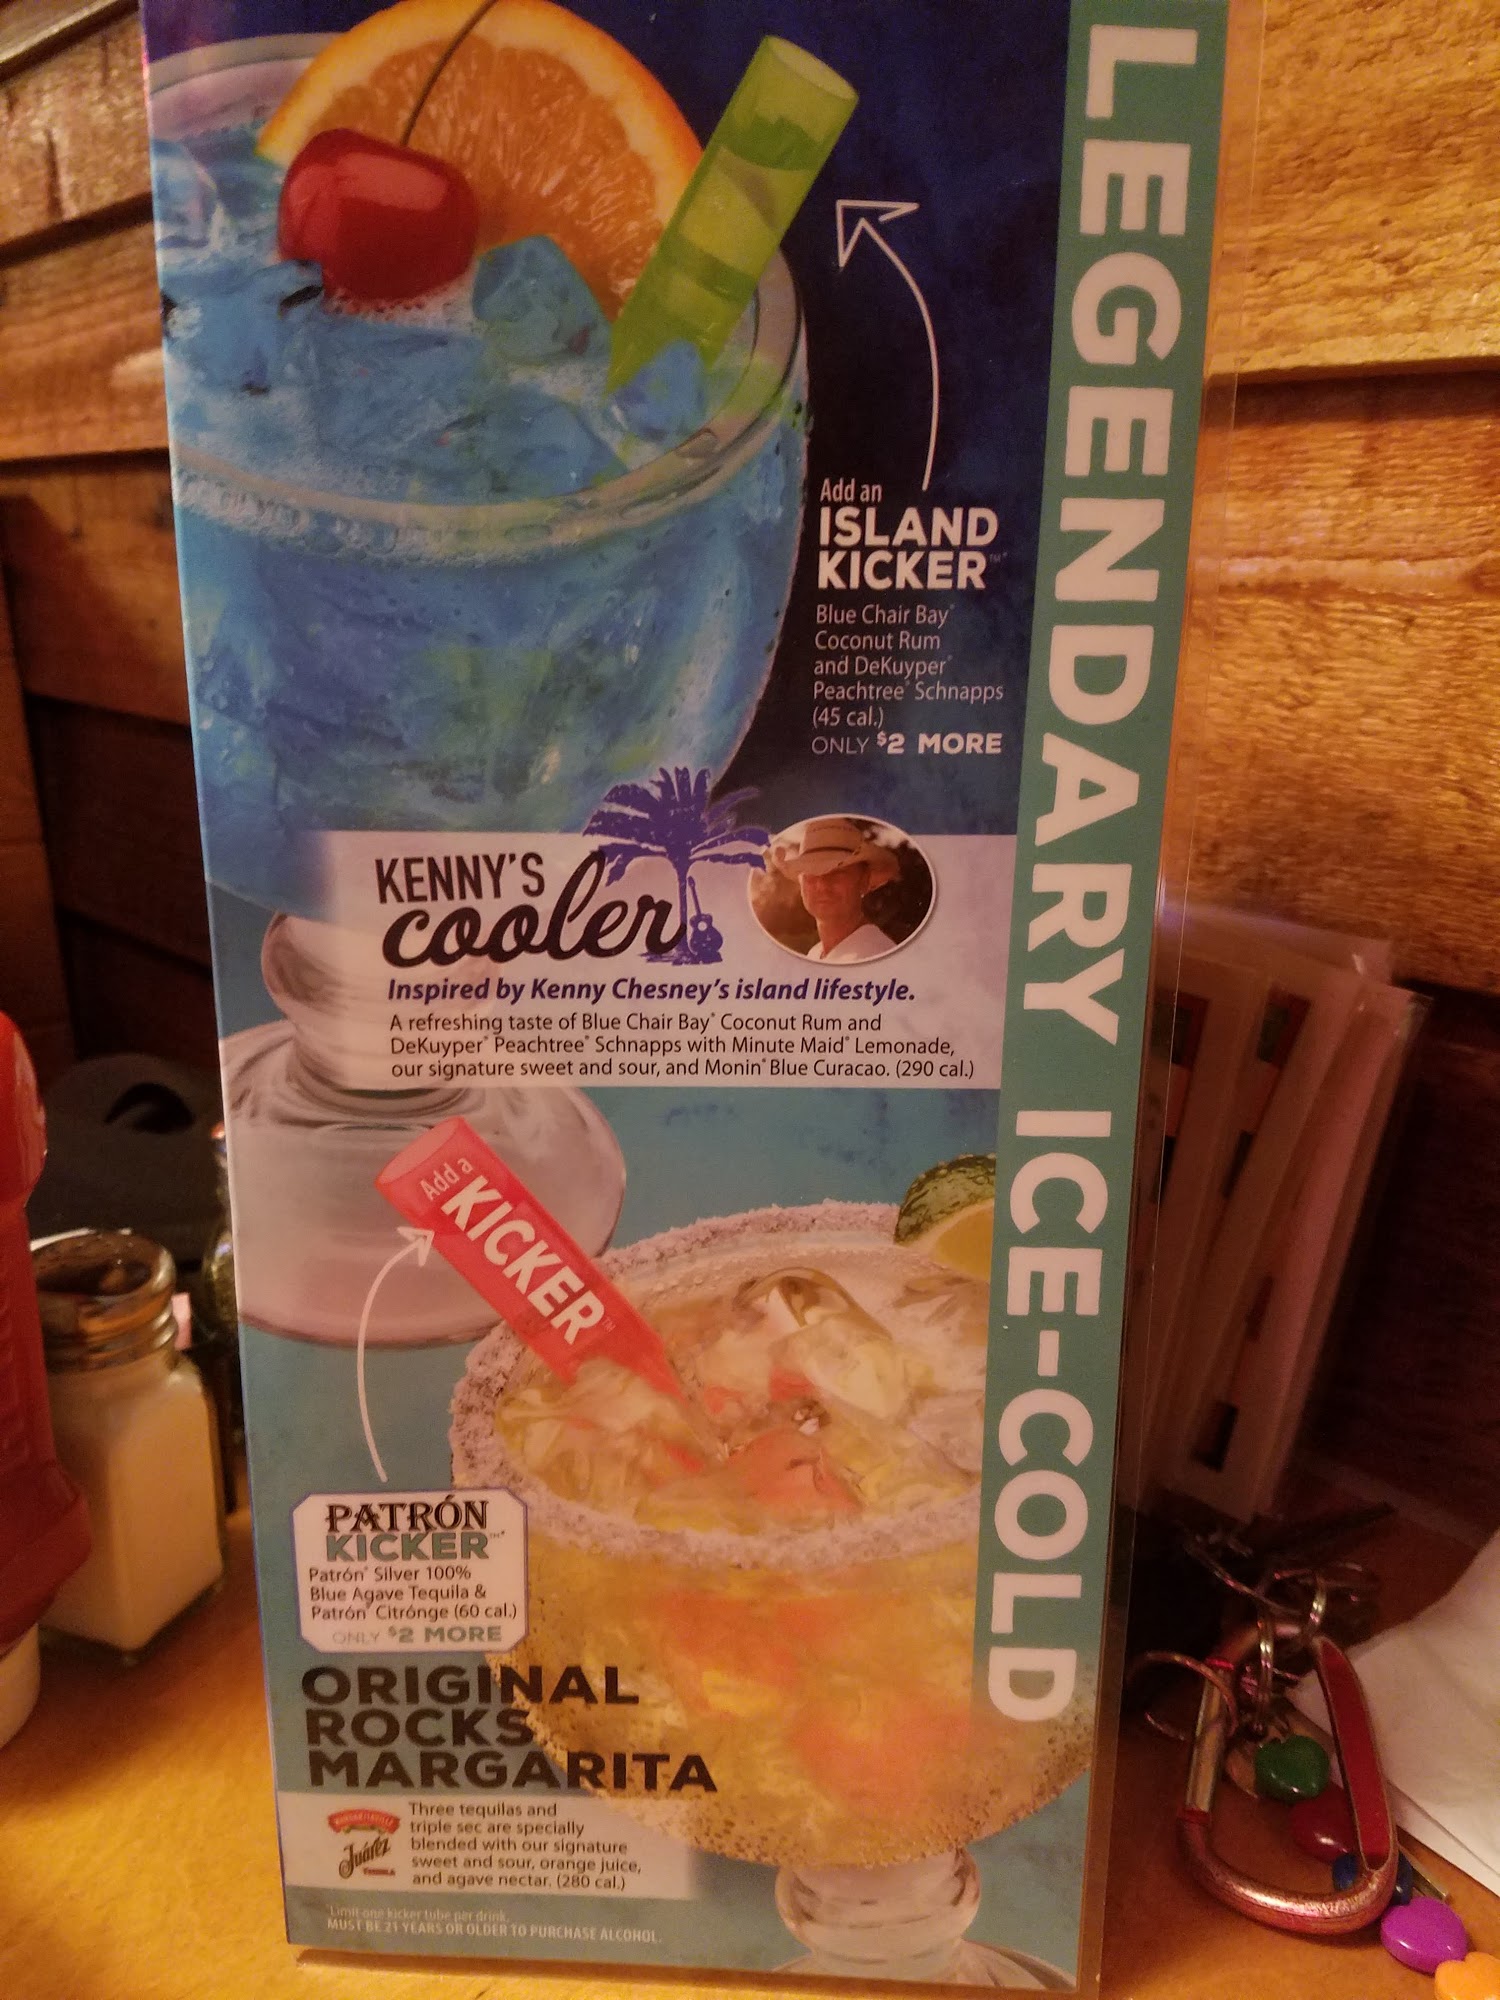 LEGENDARY ICE-COLD
Add an
ISLAND
KICKER™*
Blue Chair Bay®
Coconut Rum
and DeKuyper®
Peachtree® Schnapps
(45 cal.)
ONLY $2 MORE
KENNY'S
cooler
Inspired by Kenny Chesney's island lifestyle.
A refreshing taste of Blue Chair Bay® Coconut Rum and
DeKuyper® Peachtree® Schnapps with Minute Maid® Lemonade,
our signature sweet and sour, and Monin® Blue Curacao. (290 cal.)
Add a
KICKER™
PATRÓN
KICKER™*
Patrón® Silver 100%
Blue Agave Tequila &
Patrón® Citrónge (60 cal.)
ONLY $2 MORE
ORIGINAL
ROCKS
MARGARITA
MARGARITAVILLE
Juárez
TEQUILA
Three tequilas and
triple sec are specially
blended with our signature
sweet and sour, orange juice,
and agave nectar. (280 cal.)
*Limit one kicker tube per drink.
MUST BE 21 YEARS OR OLDER TO PURCHASE ALCOHOL.